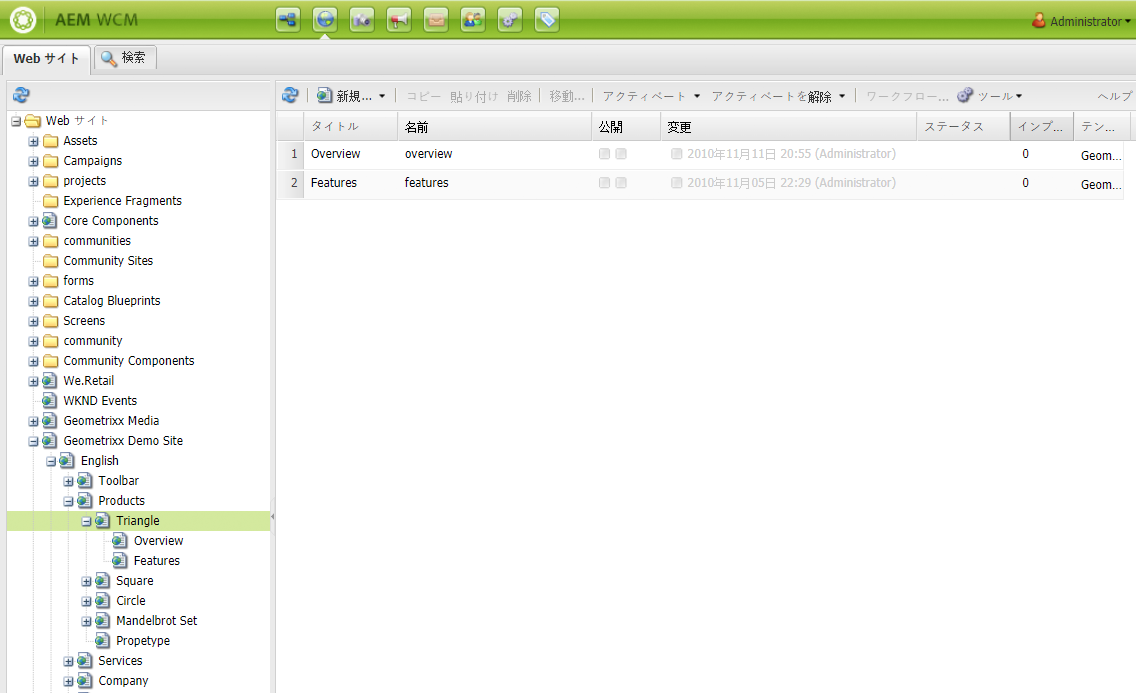 AEM WCM
Administrator
Web サイト
検索
新規...
コピー 貼り付け 削除 移動... アクティベート アクティベートを解除 ワークフロー... ツール ヘルプ
Web サイト
Assets
Campaigns
projects
Experience Fragments
Core Components
communities
Community Sites
forms
Catalog Blueprints
Screens
community
Community Components
We.Retail
WKND Events
Geometrixx Media
Geometrixx Demo Site
English
Toolbar
Products
Triangle
Overview
Features
Square
Circle
Mandelbrot Set
Propetype
Services
Company
タイトル 名前 公開 変更 ステータス インプ... テン...
1 Overview overview 2010年11月11日 20:55 (Administrator) 0 Geom...
2 Features features 2010年11月05日 22:29 (Administrator) 0 Geom...